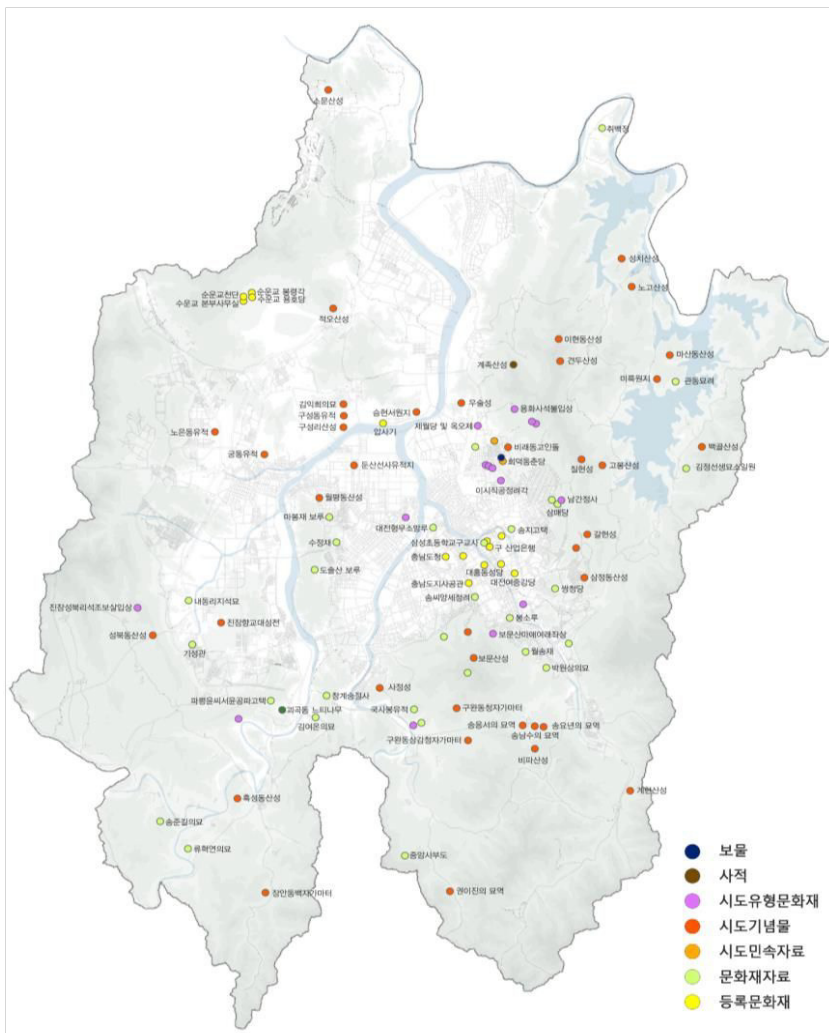 소문산성
취백정
성치산성
노고산성
수운교천단
수운교 봉령각
수운교 본부사무실
수운교 용호당
적오산성
이현동산성
견두산성
계족산성
마산동산성
미륵원지
관동묘려
김익희의묘
구성동유적
구성리산성
숭현서원지
입사기
우술성
용화사석불입상
제월당 및 옥오재
노은동유적
궁동유적
둔산선사유적지
비래동고인돌
회덕동춘당
질현성
고봉산성
백골산성
김정선생묘소일원
이시직공정려각
월평동산성
마봉재 보루
대전형무소망루
남간정사
삼매당
수정재
삼성초등학교구교사
송자고택
구 산업은행
갈현성
충남도청
도솔산 보루
대흥동성당
대전여중강당
삼정동산성
충남도지사공관
쌍청당
송씨양세정려
내동리지석묘
진잠성북리석조보살입상
성북동산성
진잠향교대성전
기성관
봉소루
보문산마애여래좌상
보문산성
월송재
박원상의묘
사정성
파평윤씨서윤공파고택
창계숭절사
괴곡동 느티나무
김여온의묘
국사봉유적
구완동청자가마터
구완동상감청자가마터
송응서의 묘역
송남수의 묘역
송요년의 묘역
비파산성
계현산성
흑석동산성
송준길의묘
류혁연의묘
중암사부도
장안동백자가마터
권이진의 묘역
보물
사적
시도유형문화재
시도기념물
시도민속자료
문화재자료
등록문화재